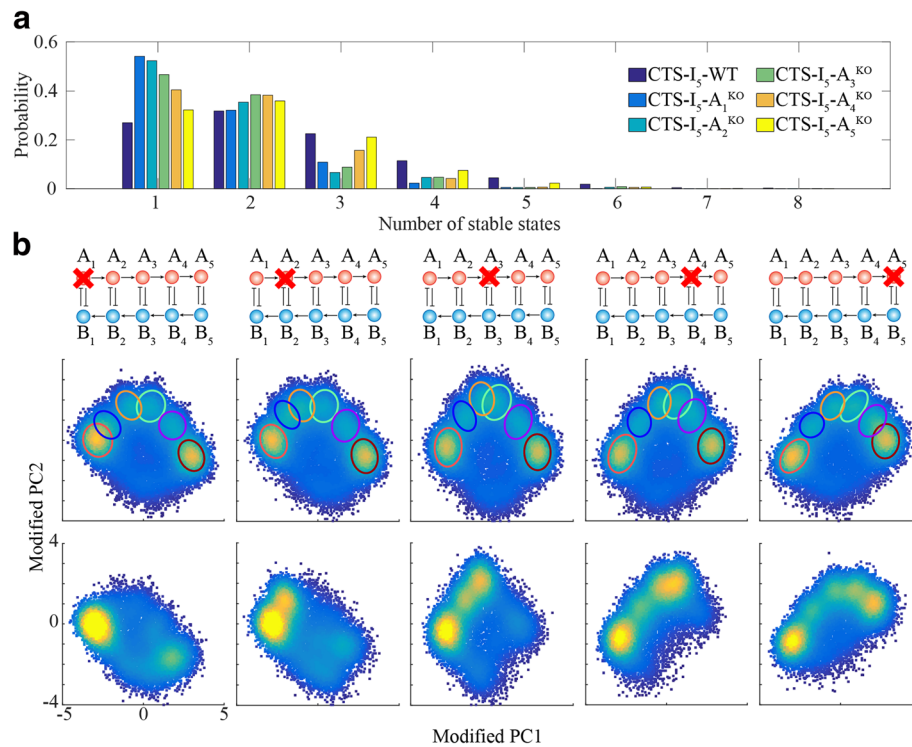 a
0.6
0.4
0.2
0
Probability
CTS-I₅-WT
CTS-I₅-A₁ᴷᴼ
CTS-I₅-A₂ᴷᴼ
CTS-I₅-A₃ᴷᴼ
CTS-I₅-A₄ᴷᴼ
CTS-I₅-A₅ᴷᴼ
1 2 3 4 5 6 7 8
Number of stable states
b
A₁ A₂ A₃ A₄ A₅ A₁ A₂ A₃ A₄ A₅ A₁ A₂ A₃ A₄ A₅ A₁ A₂ A₃ A₄ A₅ A₁ A₂ A₃ A₄ A₅
B₁ B₂ B₃ B₄ B₅ B₁ B₂ B₃ B₄ B₅ B₁ B₂ B₃ B₄ B₅ B₁ B₂ B₃ B₄ B₅ B₁ B₂ B₃ B₄ B₅
Modified PC2
4
0
-4
-5 0 5
Modified PC1